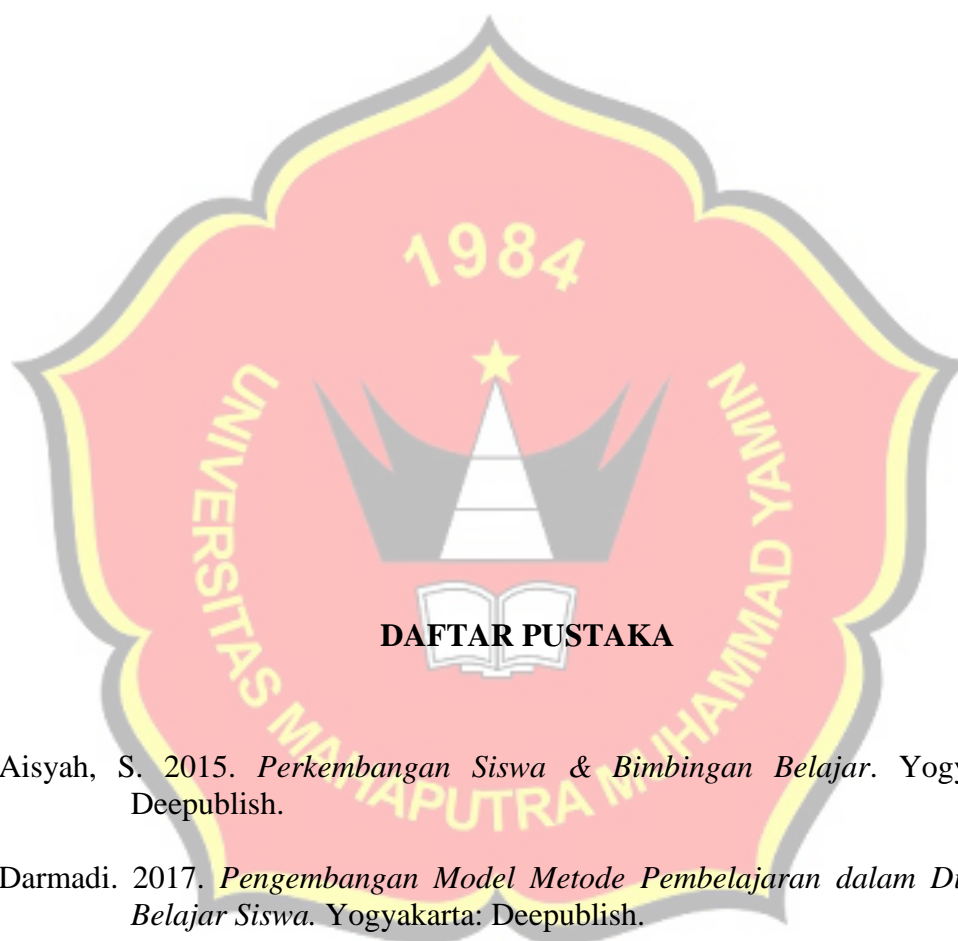 1984
UNIVERSITAS MAHAPUTRA MUHAMMAD YAMIN
DAFTAR PUSTAKA
Aisyah, S. 2015. Perkembangan Siswa & Bimbingan Belajar. Yogy
Deepublish.
Darmadi. 2017. Pengembangan Model Metode Pembelajaran dalam Di
Belajar Siswa. Yogyakarta: Deepublish.